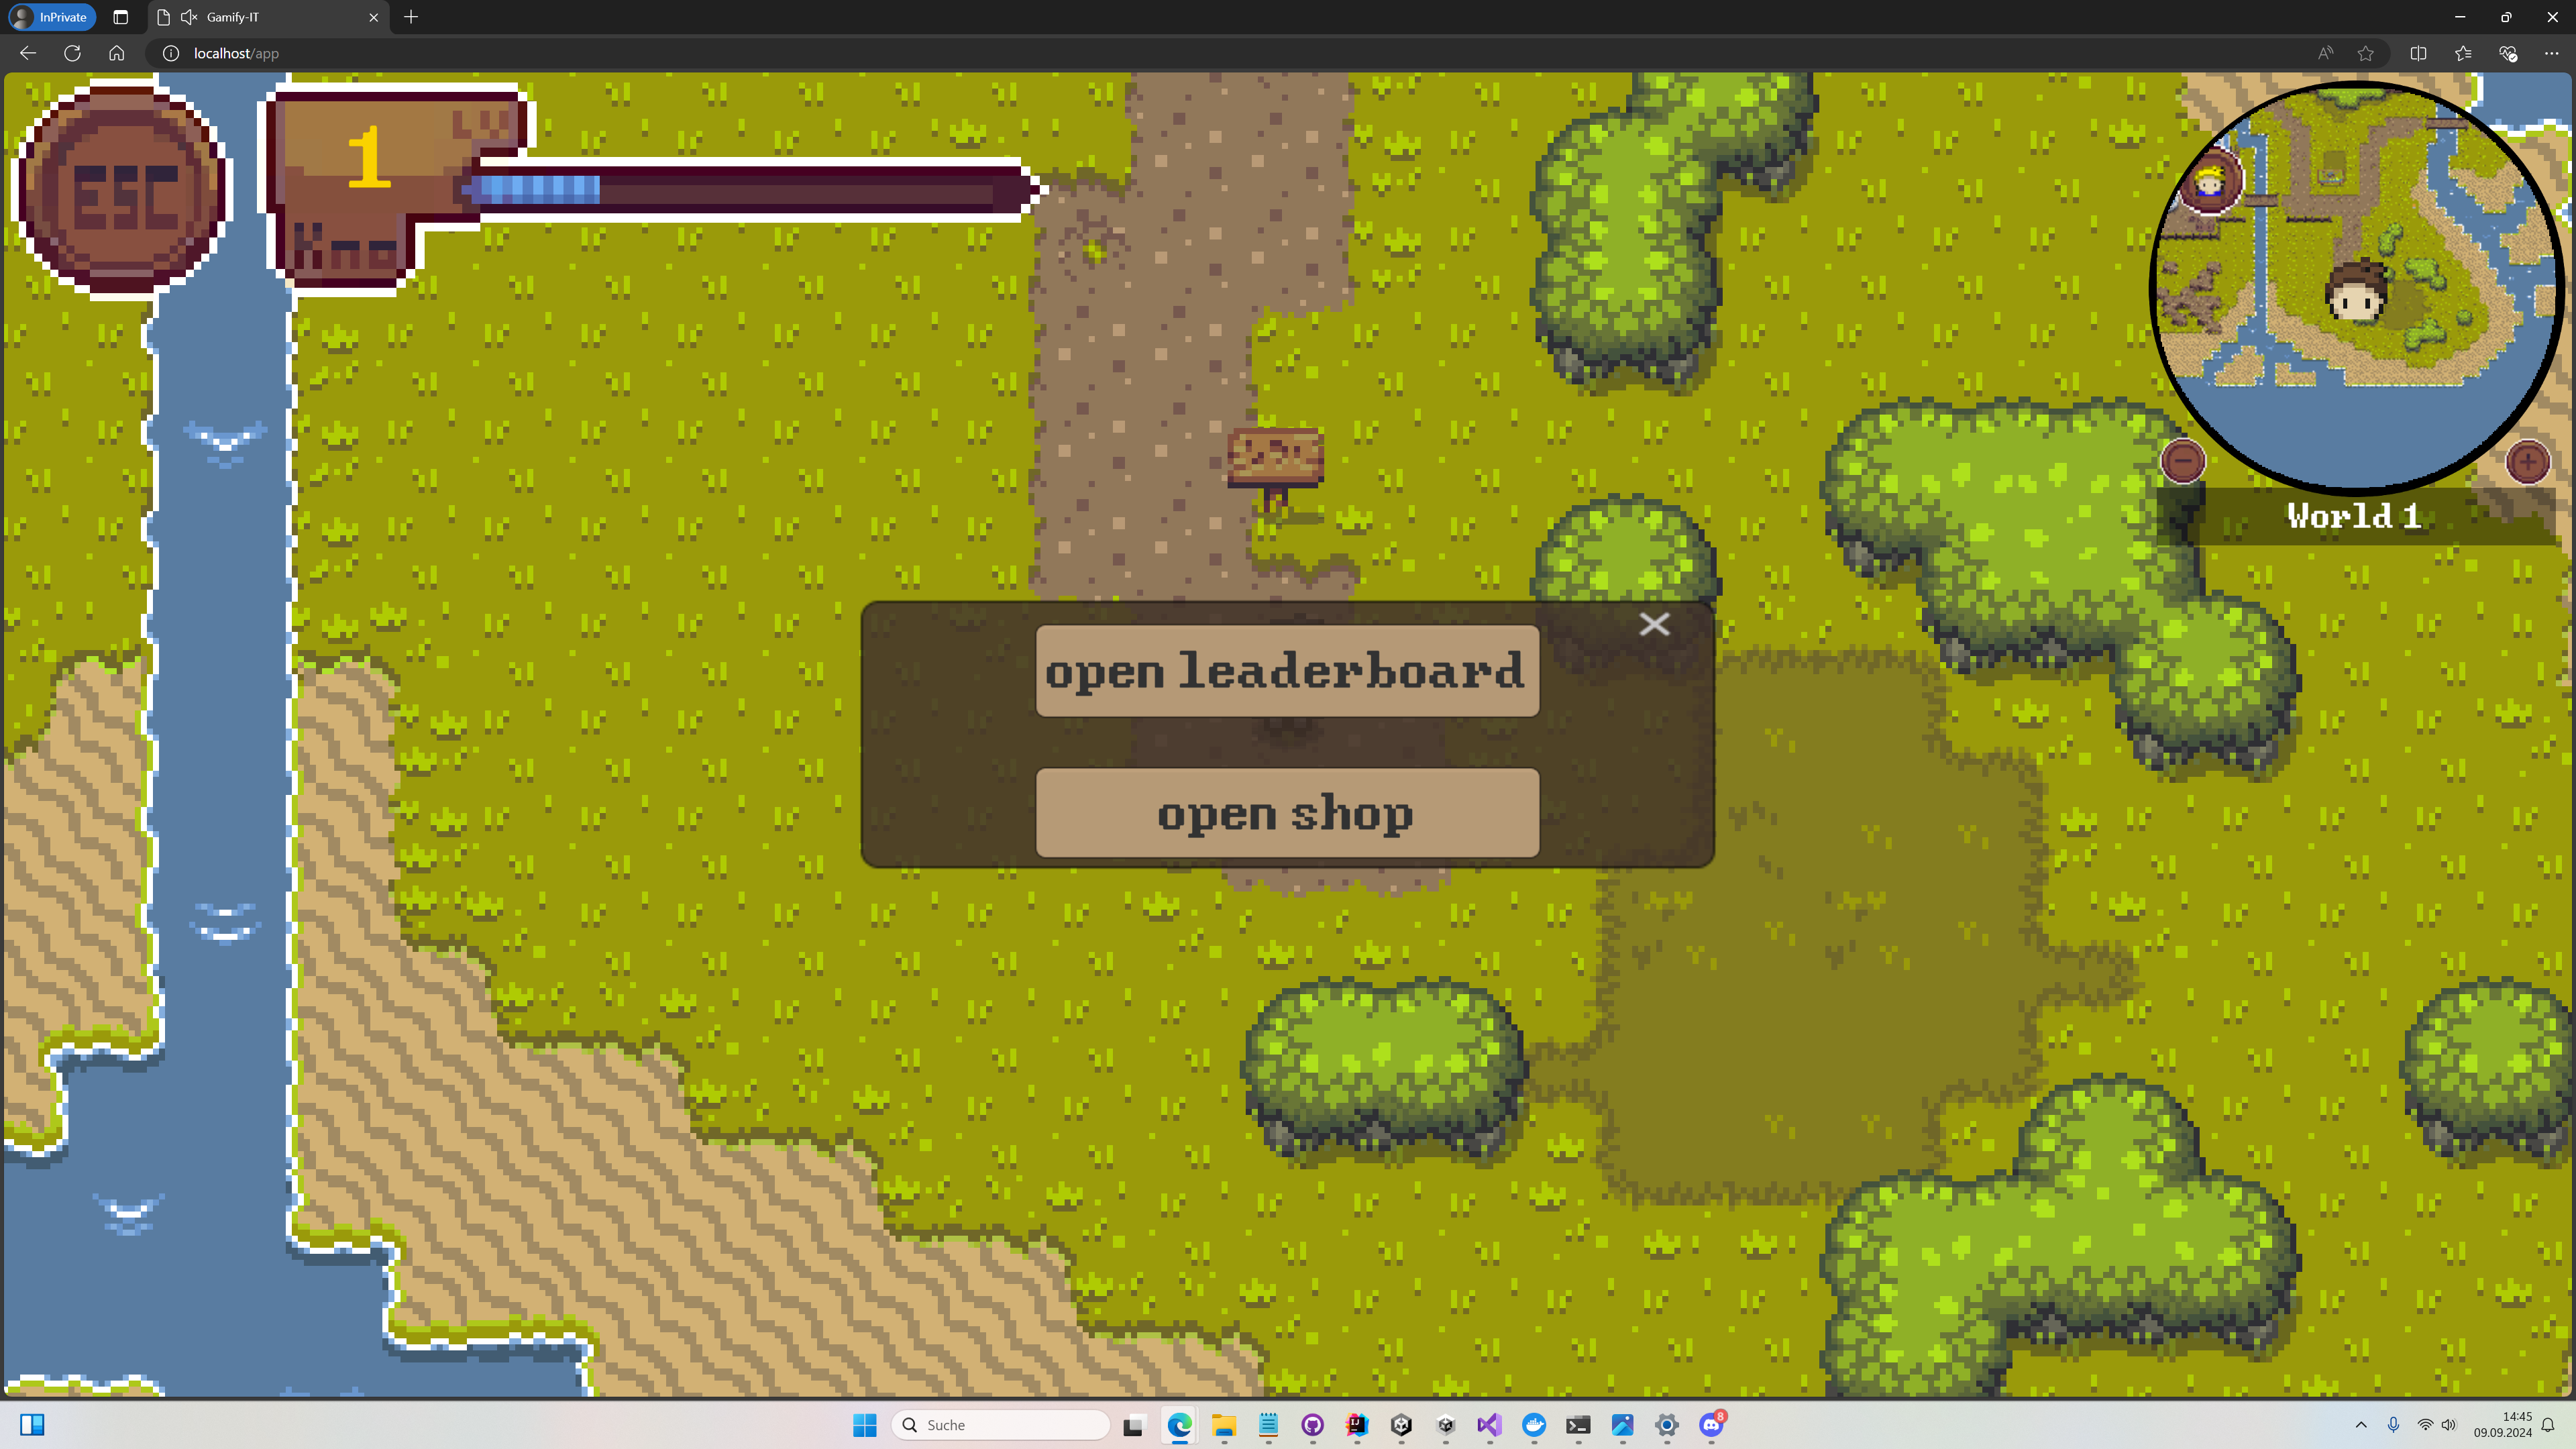 InPrivate
Gamify-IT
localhost/app
ESC
1
World 1
open leaderboard
open shop
Suche
8
14:45
09.09.2024